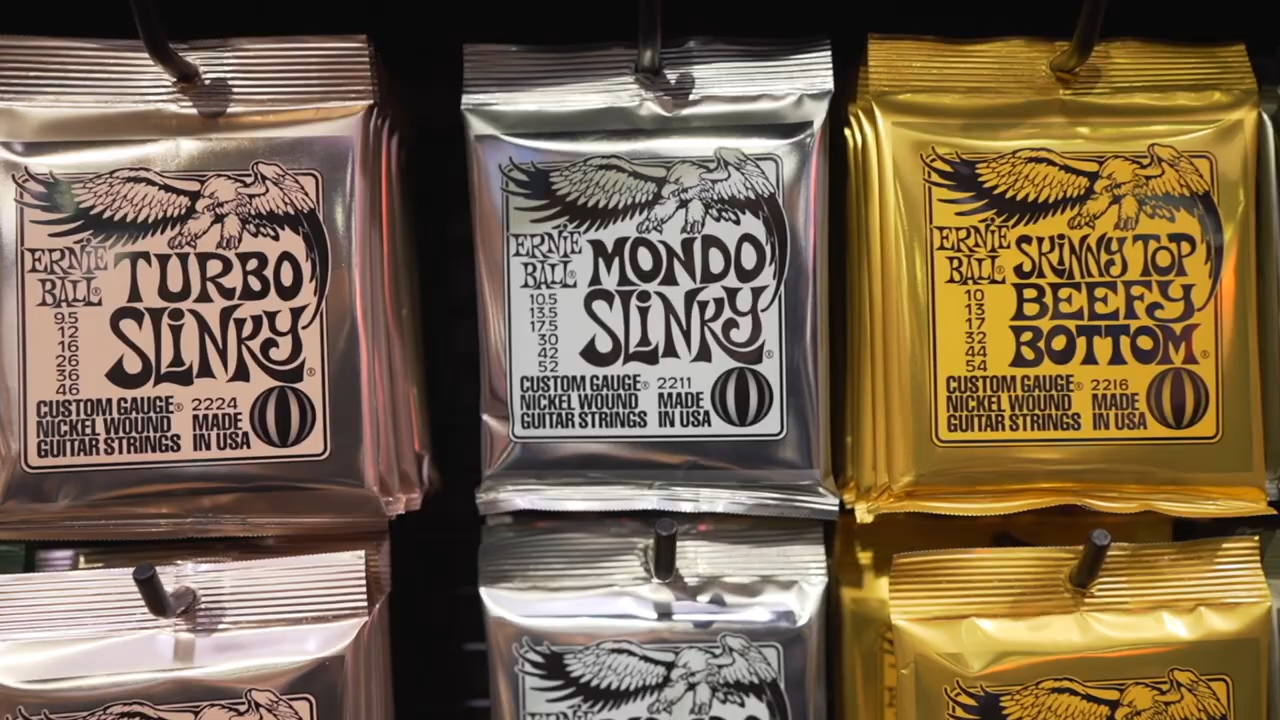 ERNIE
BALL®
TURBO
SLINKY®
9.5
12
16
26
36
46
CUSTOM GAUGE®
NICKEL WOUND
GUITAR STRINGS
2224
MADE
IN USA
ERNIE
BALL®
MONDO
SLINKY®
10.5
13.5
17.5
30
42
52
CUSTOM GAUGE®
NICKEL WOUND
GUITAR STRINGS
2211
MADE
IN USA
ERNIE
BALL®
SKINNY TOP
BEEFY
BOTTOM®
10
13
17
32
44
54
CUSTOM GAUGE®
NICKEL WOUND
GUITAR STRINGS
2216
MADE
IN USA